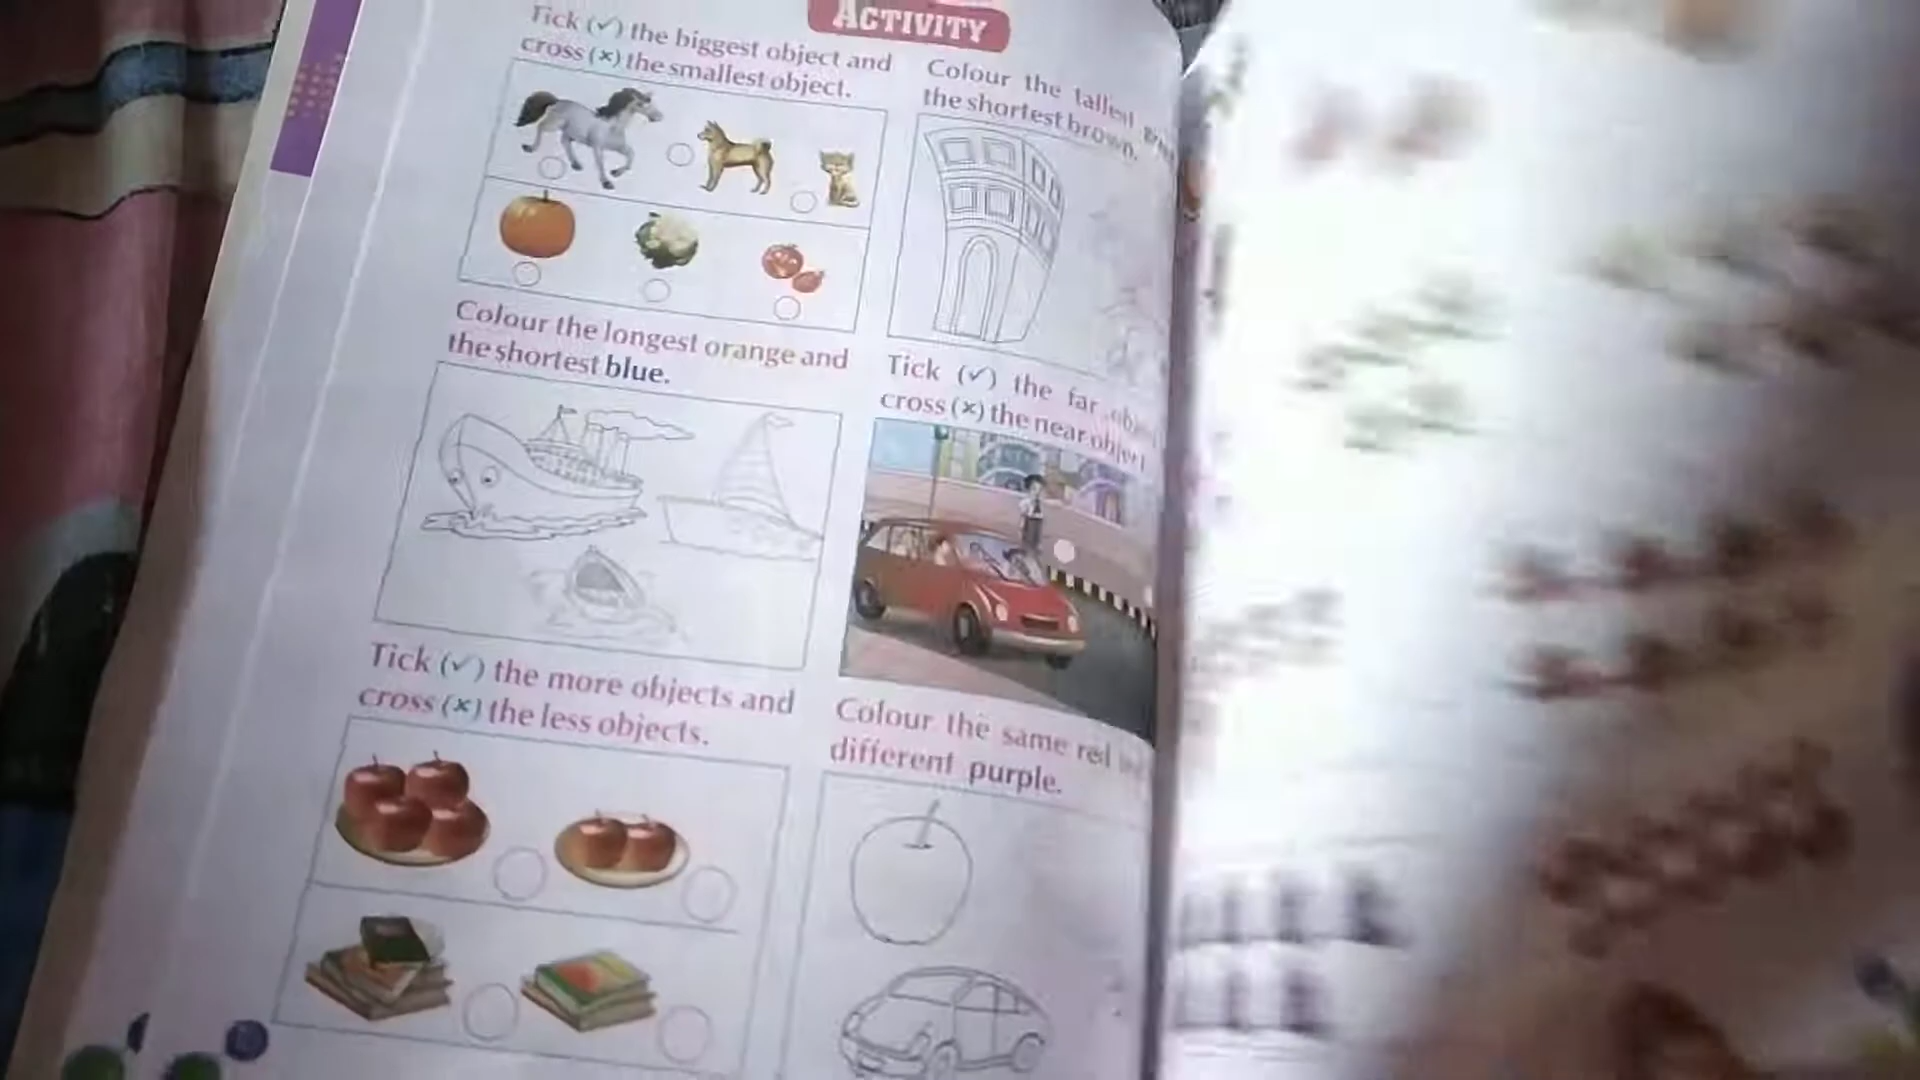 ACTIVITY
Tick (✓) the biggest object and
cross (×) the smallest object.
Colour the longest orange and
the shortest blue.
Tick (✓) the more objects and
cross (×) the less objects.
Colour the tallest
the shortest brown.
Tick (✓) the far
cross (×) the near object
Colour the same red
different purple.